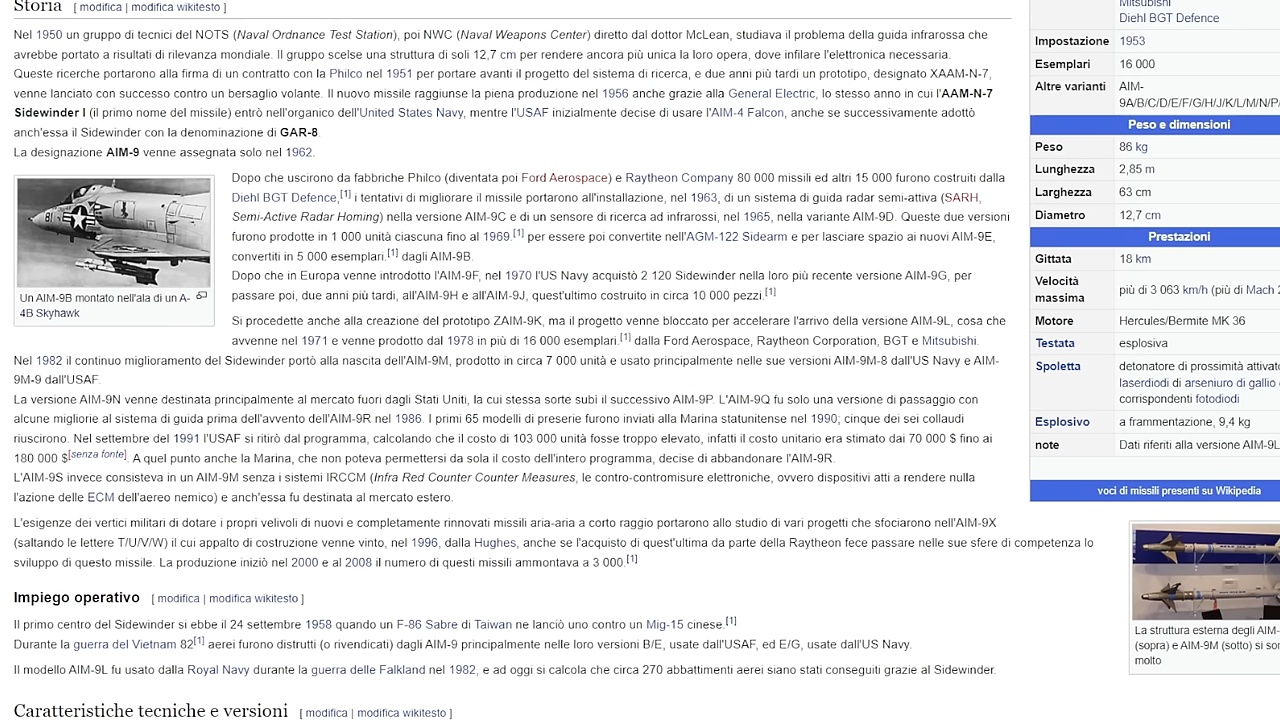 Storia [ modifica | modifica wikitesto ]
Nel 1950 un gruppo di tecnici del NOTS (Naval Ordnance Test Station), poi NWC (Naval Weapons Center) diretto dal dottor McLean, studiava il problema della guida infrarossa che
avrebbe portato a risultati di rilevanza mondiale. Il gruppo scelse una struttura di soli 12,7 cm per rendere ancora più unica la loro opera, dove infilare l'elettronica necessaria.
Queste ricerche portarono alla firma di un contratto con la Philco nel 1951 per portare avanti il progetto del sistema di ricerca, e due anni più tardi un prototipo, designato XAAM-N-7,
venne lanciato con successo contro un bersaglio volante. Il nuovo missile raggiunse la piena produzione nel 1956 anche grazie alla General Electric, lo stesso anno in cui l'AAM-N-7
Sidewinder I (il primo nome del missile) entrò nell'organico dell'United States Navy, mentre l'USAF inizialmente decise di usare l'AIM-4 Falcon, anche se successivamente adottò
anch'essa il Sidewinder con la denominazione di GAR-8.
La designazione AIM-9 venne assegnata solo nel 1962.
Un AIM-9B montato nell'ala di un A-
4B Skyhawk
Dopo che uscirono da fabbriche Philco (diventata poi Ford Aerospace) e Raytheon Company 80 000 missili ed altri 15 000 furono costruiti dalla
Diehl BGT Defence,[1] i tentativi di migliorare il missile portarono all'installazione, nel 1963, di un sistema di guida radar semi-attiva (SARH,
Semi-Active Radar Homing) nella versione AIM-9C e di un sensore di ricerca ad infrarossi, nel 1965, nella variante AIM-9D. Queste due versioni
furono prodotte in 1 000 unità ciascuna fino al 1969.[1] per essere poi convertite nell'AGM-122 Sidearm e per lasciare spazio ai nuovi AIM-9E,
convertiti in 5 000 esemplari.[1] dagli AIM-9B.
Dopo che in Europa venne introdotto l'AIM-9F, nel 1970 l'US Navy acquistò 2 120 Sidewinder nella loro più recente versione AIM-9G, per
passare poi, due anni più tardi, all'AIM-9H e all'AIM-9J, quest'ultimo costruito in circa 10 000 pezzi.[1]
Si procedette anche alla creazione del prototipo ZAIM-9K, ma il progetto venne bloccato per accelerare l'arrivo della versione AIM-9L, cosa che
avvenne nel 1971 e venne prodotto dal 1978 in più di 16 000 esemplari.[1] dalla Ford Aerospace, Raytheon Corporation, BGT e Mitsubishi.
Nel 1982 il continuo miglioramento del Sidewinder portò alla nascita dell'AIM-9M, prodotto in circa 7 000 unità e usato principalmente nelle sue versioni AIM-9M-8 dall'US Navy e AIM-
9M-9 dall'USAF.
La versione AIM-9N venne destinata principalmente al mercato fuori dagli Stati Uniti, la cui stessa sorte subì il successivo AIM-9P. L'AIM-9Q fu solo una versione di passaggio con
alcune migliorie al sistema di guida prima dell'avvento dell'AIM-9R nel 1986. I primi 65 modelli di preserie furono inviati alla Marina statunitense nel 1990; cinque dei sei collaudi
riuscirono. Nel settembre del 1991 l'USAF si ritirò dal programma, calcolando che il costo di 103 000 unità fosse troppo elevato, infatti il costo unitario era stimato dai 70 000 $ fino ai
180 000 $[senza fonte]. A quel punto anche la Marina, che non poteva permettersi da sola il costo dell'intero programma, decise di abbandonare l'AIM-9R.
L'AIM-9S invece consisteva in un AIM-9M senza i sistemi IRCCM (Infra Red Counter Counter Measures, le contro-contromisure elettroniche, ovvero dispositivi atti a rendere nulla
l'azione delle ECM dell'aereo nemico) e anch'essa fu destinata al mercato estero.
L'esigenze dei vertici militari di dotare i propri velivoli di nuovi e completamente rinnovati missili aria-aria a corto raggio portarono allo studio di vari progetti che sfociarono nell'AIM-9X
(saltando le lettere T/U/V/W) il cui appalto di costruzione venne vinto, nel 1996, dalla Hughes, anche se l'acquisto di quest'ultima da parte della Raytheon fece passare nelle sue sfere di competenza lo
sviluppo di questo missile. La produzione iniziò nel 2000 e al 2008 il numero di questi missili ammontava a 3 000.[1]
Impiego operativo [ modifica | modifica wikitesto ]
Il primo centro del Sidewinder si ebbe il 24 settembre 1958 quando un F-86 Sabre di Taiwan ne lanciò uno contro un Mig-15 cinese.[1]
Durante la guerra del Vietnam 82[1] aerei furono distrutti (o rivendicati) dagli AIM-9 principalmente nelle loro versioni B/E, usate dall'USAF, ed E/G, usate dall'US Navy.
Il modello AIM-9L fu usato dalla Royal Navy durante la guerra delle Falkland nel 1982, e ad oggi si calcola che circa 270 abbattimenti aerei siano stati conseguiti grazie al Sidewinder.
Caratteristiche tecniche e versioni [ modifica | modifica wikitesto ]
Mitsubishi
Diehl BGT Defence
Impostazione 1953
Esemplari 16 000
Altre varianti AIM-
9A/B/C/D/E/F/G/H/J/K/L/M/N/P/
Peso e dimensioni
Peso 86 kg
Lunghezza 2,85 m
Larghezza 63 cm
Diametro 12,7 cm
Prestazioni
Gittata 18 km
Velocità
massima più di 3 063 km/h (più di Mach 2
Motore Hercules/Bermite MK 36
Testata esplosiva
Spoletta detonatore di prossimità attivato
laserdiodi di arseniuro di gallio e
corrispondenti fotodiodi
Esplosivo a frammentazione, 9,4 kg
note Dati riferiti alla versione AIM-9L
voci di missili presenti su Wikipedia
La struttura esterna degli AIM-
(sopra) e AIM-9M (sotto) si son
molto